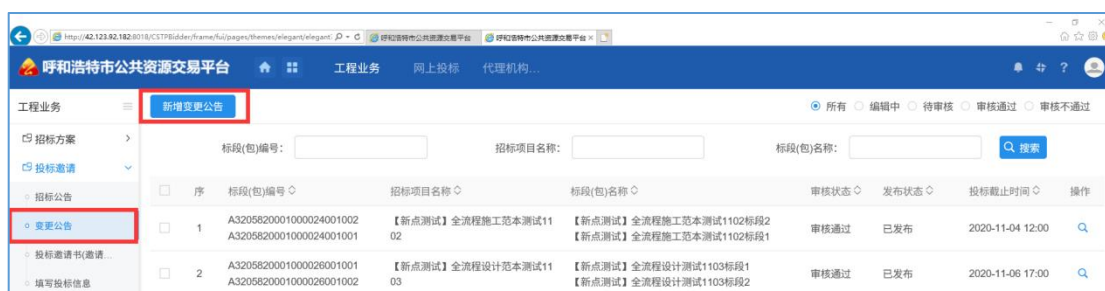 http://42.123.92.182:8018/CSTPBidder/frame/fui/pages/themes/elegant/elegant 呼和浩特市公共资源交易平台 呼和浩特市公共资源交易平台
呼和浩特市公共资源交易平台 工程业务 网上投标 代理机构...
工程业务 新增变更公告 所有 编辑中 待审核 审核通过 审核不通过
招标方案
标段(包)编号: 招标项目名称: 标段(包)名称: 搜索
投标邀请
招标公告
序 标段(包)编号 招标项目名称 标段(包)名称 审核状态 发布状态 投标截止时间 操作
变更公告
1 A3205820001000024001002 【新点测试】全流程施工范本测试11 【新点测试】全流程施工范本测试1102标段2 审核通过 已发布 2020-11-04 12:00
A3205820001000024001001 02 【新点测试】全流程施工范本测试1102标段1
投标邀请书(邀请...
2 A3205820001000026001001 【新点测试】全流程设计范本测试11 【新点测试】全流程设计测试1103标段1 审核通过 已发布 2020-11-06 17:00
A3205820001000026001002 03 【新点测试】全流程设计测试1103标段2
填写投标信息